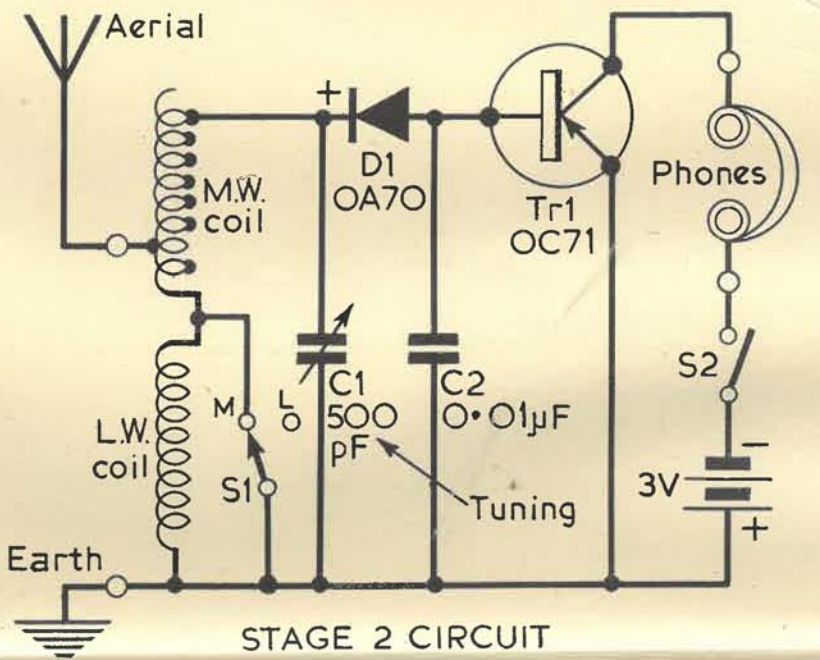 Aerial
M.W.
coil
+
D1
OA70
Tr1
OC71
Phones
L.W.
coil
M
L
S1
C1
500
pF
C2
0·01µF
Tuning
S2
3V
-
+
Earth
STAGE 2 CIRCUIT